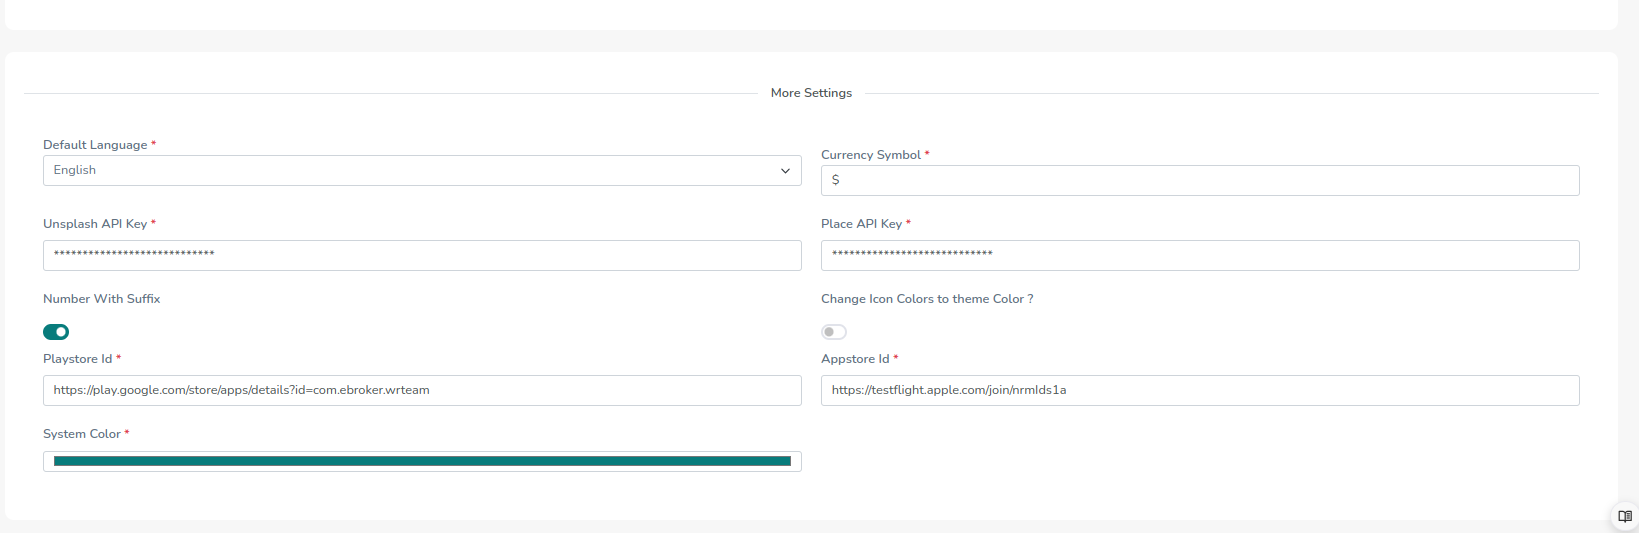 More Settings
Default Language *
English
Currency Symbol *
$
Unsplash API Key *
****************************
Place API Key *
****************************
Number With Suffix
Change Icon Colors to theme Color ?
Playstore Id *
https://play.google.com/store/apps/details?id=com.ebroker.wrteam
Appstore Id *
https://testflight.apple.com/join/nrmIds1a
System Color *